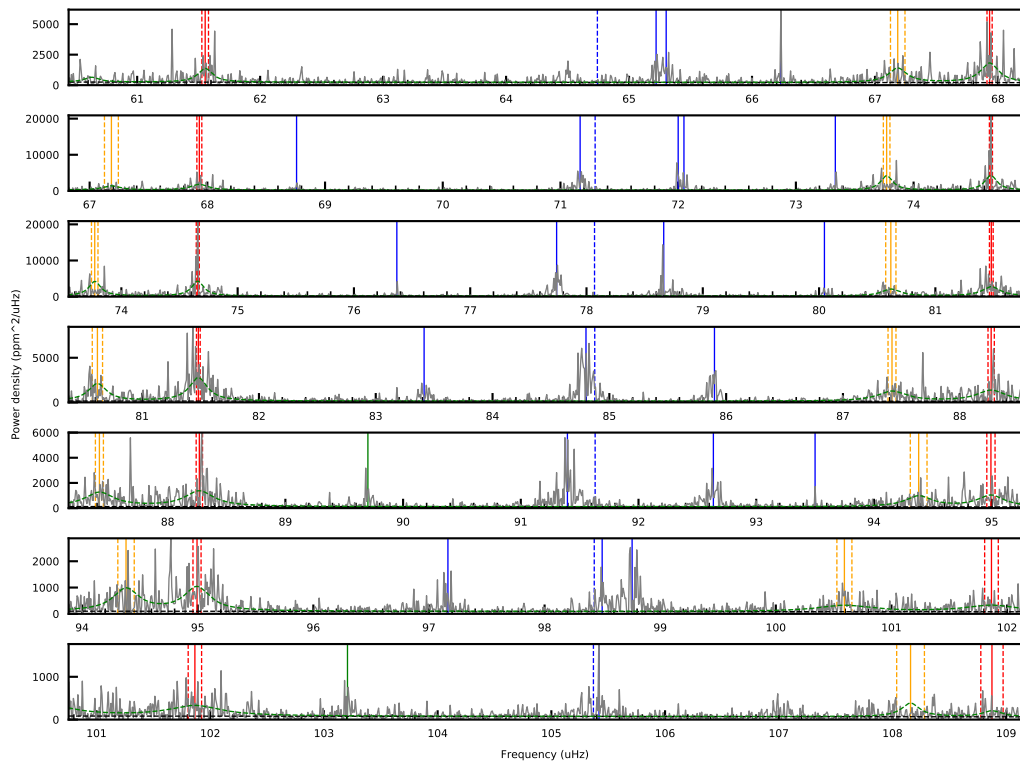 5000
2500
0
61 62 63 64 65 66 67 68
20000
10000
0
67 68 69 70 71 72 73 74
20000
10000
0
74 75 76 77 78 79 80 81
Power density (ppm^2/uHz)
5000
0
81 82 83 84 85 86 87 88
6000
4000
2000
0
88 89 90 91 92 93 94 95
2000
1000
0
94 95 96 97 98 99 100 101 102
1000
0
101 102 103 104 105 106 107 108 109
Frequency (uHz)